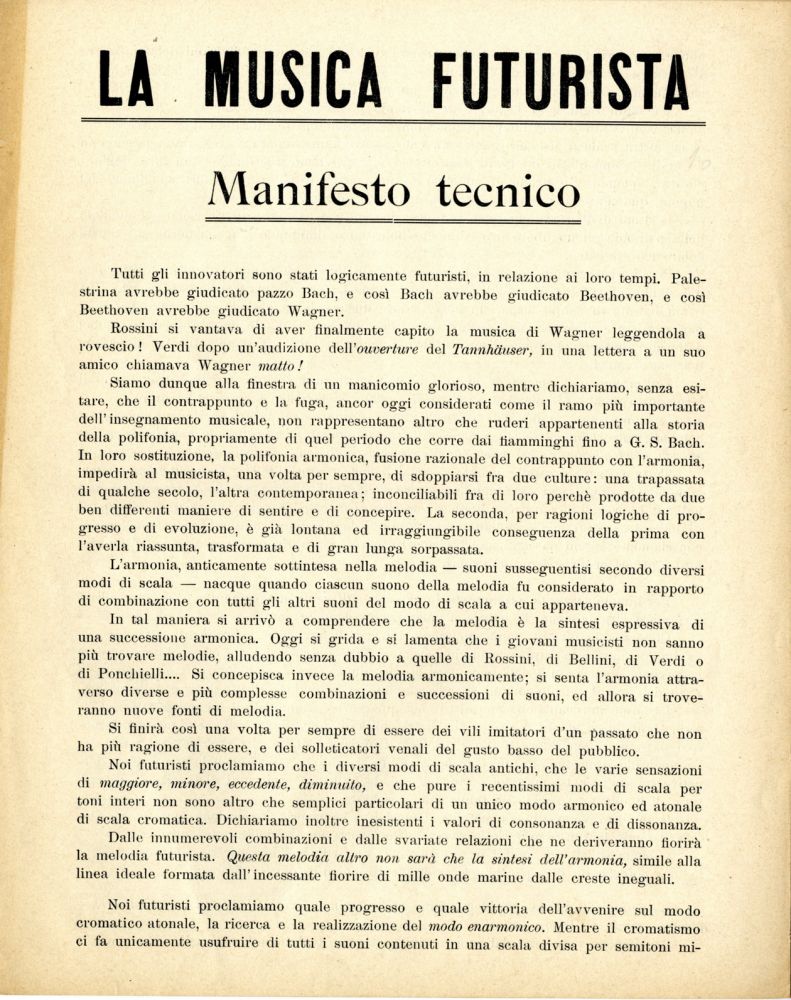 LA MUSICA FUTURISTA
Manifesto tecnico
Tutti gli innovatori sono stati logicamente futuristi, in relazione ai loro tempi. Pale-
strina avrebbe giudicato pazzo Bach, e così Bach avrebbe giudicato Beethoven, e così
Beethoven avrebbe giudicato Wagner.
Rossini si vantava di aver finalmente capito la musica di Wagner leggendola a
rovescio! Verdi dopo un'audizione dell'ouverture del Tannhäuser, in una lettera a un suo
amico chiamava Wagner matto!
Siamo dunque alla finestra di un manicomio glorioso, mentre dichiariamo, senza esi-
tare, che il contrappunto e la fuga, ancor oggi considerati come il ramo più importante
dell'insegnamento musicale, non rappresentano altro che ruderi appartenenti alla storia
della polifonia, propriamente di quel periodo che corre dai fiamminghi fino a G. S. Bach.
In loro sostituzione, la polifonia armonica, fusione razionale del contrappunto con l'armonia,
impedirà al musicista, una volta per sempre, di sdoppiarsi fra due culture: una trapassata
di qualche secolo, l'altra contemporanea; inconciliabili fra di loro perchè prodotte da due
ben differenti maniere di sentire e di concepire. La seconda, per ragioni logiche di pro-
gresso e di evoluzione, è già lontana ed irraggiungibile conseguenza della prima con
l'averla riassunta, trasformata e di gran lunga sorpassata.
L'armonia, anticamente sottintesa nella melodia — suoni susseguentisi secondo diversi
modi di scala — nacque quando ciascun suono della melodia fu considerato in rapporto
di combinazione con tutti gli altri suoni del modo di scala a cui apparteneva.
In tal maniera si arrivò a comprendere che la melodia è la sintesi espressiva di
una successione armonica. Oggi si grida e si lamenta che i giovani musicisti non sanno
più trovare melodie, alludendo senza dubbio a quelle di Rossini, di Bellini, di Verdi o
di Ponchielli.... Si concepisca invece la melodia armonicamente; si senta l'armonia attra-
verso diverse e più complesse combinazioni e successioni di suoni, ed allora si trove-
ranno nuove fonti di melodia.
Si finirà così una volta per sempre di essere dei vili imitatori d'un passato che non
ha più ragione di essere, e dei solleticatori venali del gusto basso del pubblico.
Noi futuristi proclamiamo che i diversi modi di scala antichi, che le varie sensazioni
di maggiore, minore, eccedente, diminuito, e che pure i recentissimi modi di scala per
toni interi non sono altro che semplici particolari di un unico modo armonico ed atonale
di scala cromatica. Dichiariamo inoltre inesistenti i valori di consonanza e di dissonanza.
Dalle innumerevoli combinazioni e dalle svariate relazioni che ne deriveranno fiorirà
la melodia futurista. Questa melodia altro non sarà che la sintesi dell'armonia, simile alla
linea ideale formata dall'incessante fiorire di mille onde marine dalle creste ineguali.
Noi futuristi proclamiamo quale progresso e quale vittoria dell'avvenire sul modo
cromatico atonale, la ricerca e la realizzazione del modo enarmonico. Mentre il cromatismo
ci fa unicamente usufruire di tutti i suoni contenuti in una scala divisa per semitoni mi-